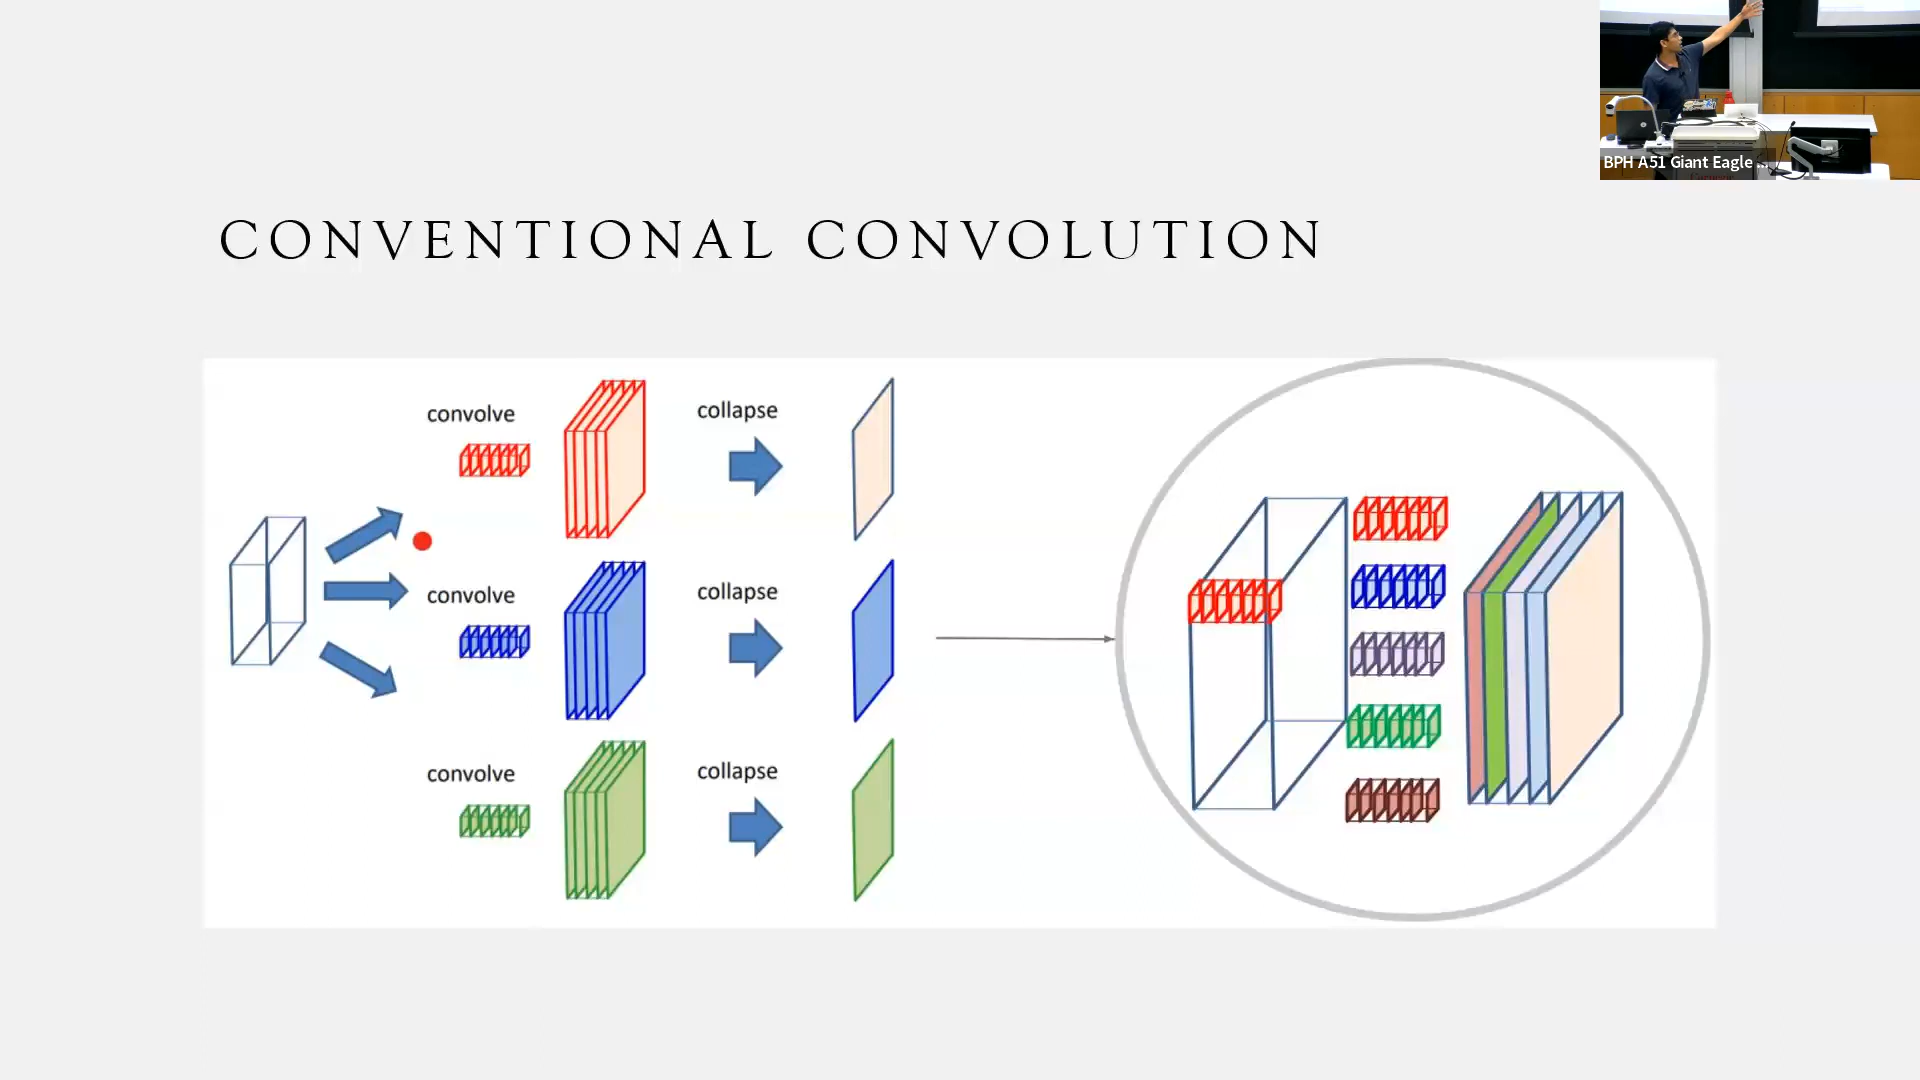 BPH A51 Giant Eagle ...
CONVENTIONAL CONVOLUTION
convolve
collapse
convolve
collapse
convolve
collapse